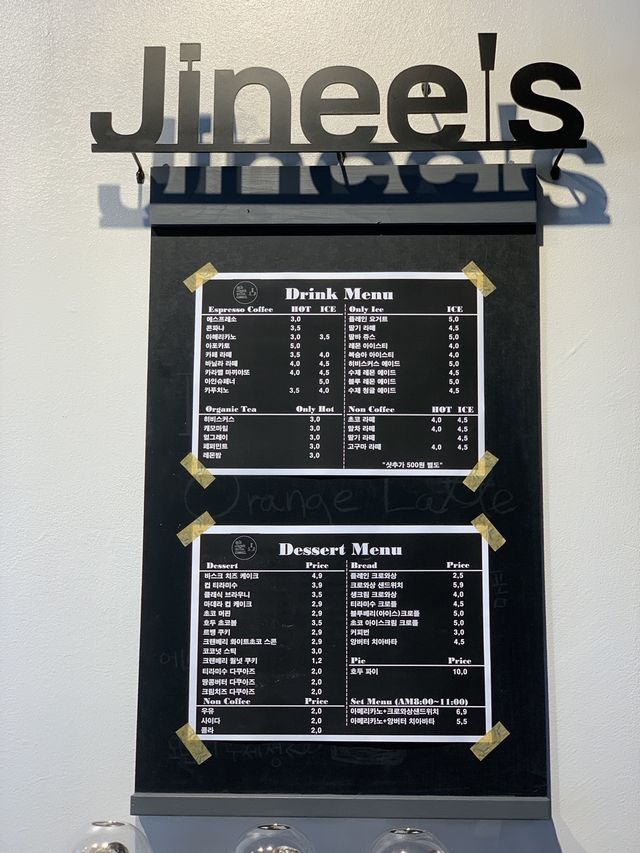 Jinee's
Drink Menu
Espresso Coffee HOT ICE
에스프레소 3,0
콘파나 3,5
아메리카노 3,0 3,5
아포카토 5,0
카페 라떼 3,5 4,0
바닐라 라떼 4,0 4,5
카라멜 마끼아또 4,0 4,5
아인슈페너 5,0
카푸치노 3,5 4,0
Organic Tea Only Hot
히비스커스 3,0
캐모마일 3,0
얼그레이 3,0
페퍼민트 3,0
레몬밤 3,0
Only Ice ICE
플레인 요거트 5,0
딸기 라떼 4,5
딸바 쥬스 5,0
레몬 아이스티 4,0
복숭아 아이스티 4,0
히비스커스 에이드 5,0
수제 레몬 에이드 4,5
블루 레몬 에이드 5,0
수제 청귤 에이드 4,5
Non Coffee HOT ICE
초코 라떼 4,0 4,5
말차 라떼 4,0 4,5
딸기 라떼 4,5
고구마 라떼 4,0 4,5
"샷추가 500원 별도"
Orange Latte
Dessert Menu
Dessert Price
바스크 치즈 케이크 4,9
컵 티라미수 3,9
클래식 브라우니 3,5
마데라 컵 케이크 2,9
초코 머핀 2,9
호두 초코볼 3,5
르뱅 쿠키 2,9
크랜베리 화이트초코 스콘 2,9
코코넛 스틱 3,0
크랜베리 휠넛 쿠키 1,2
티라미수 다쿠아즈 2,0
땅콩버터 다쿠아즈 2,0
크림치즈 다쿠아즈 2,0
Non Coffee Price
우유 2,0
사이다 2,0
콜라 2,0
Bread Price
플레인 크로와상 2,5
크로와상 샌드위치 5,9
생크림 크로와상 4,0
티라미수 크로플 4,5
블루베리(아이스)크로플 5,0
초코 아이스크림 크로플 5,0
커피번 3,0
앙버터 치아바타 4,5
Pie Price
호두 파이 10,0
Set Menu (AM8:00~11:00)
아메리카노+크로와상샌드위치 6,9
아메리카노+앙버터 치아바타 5,5